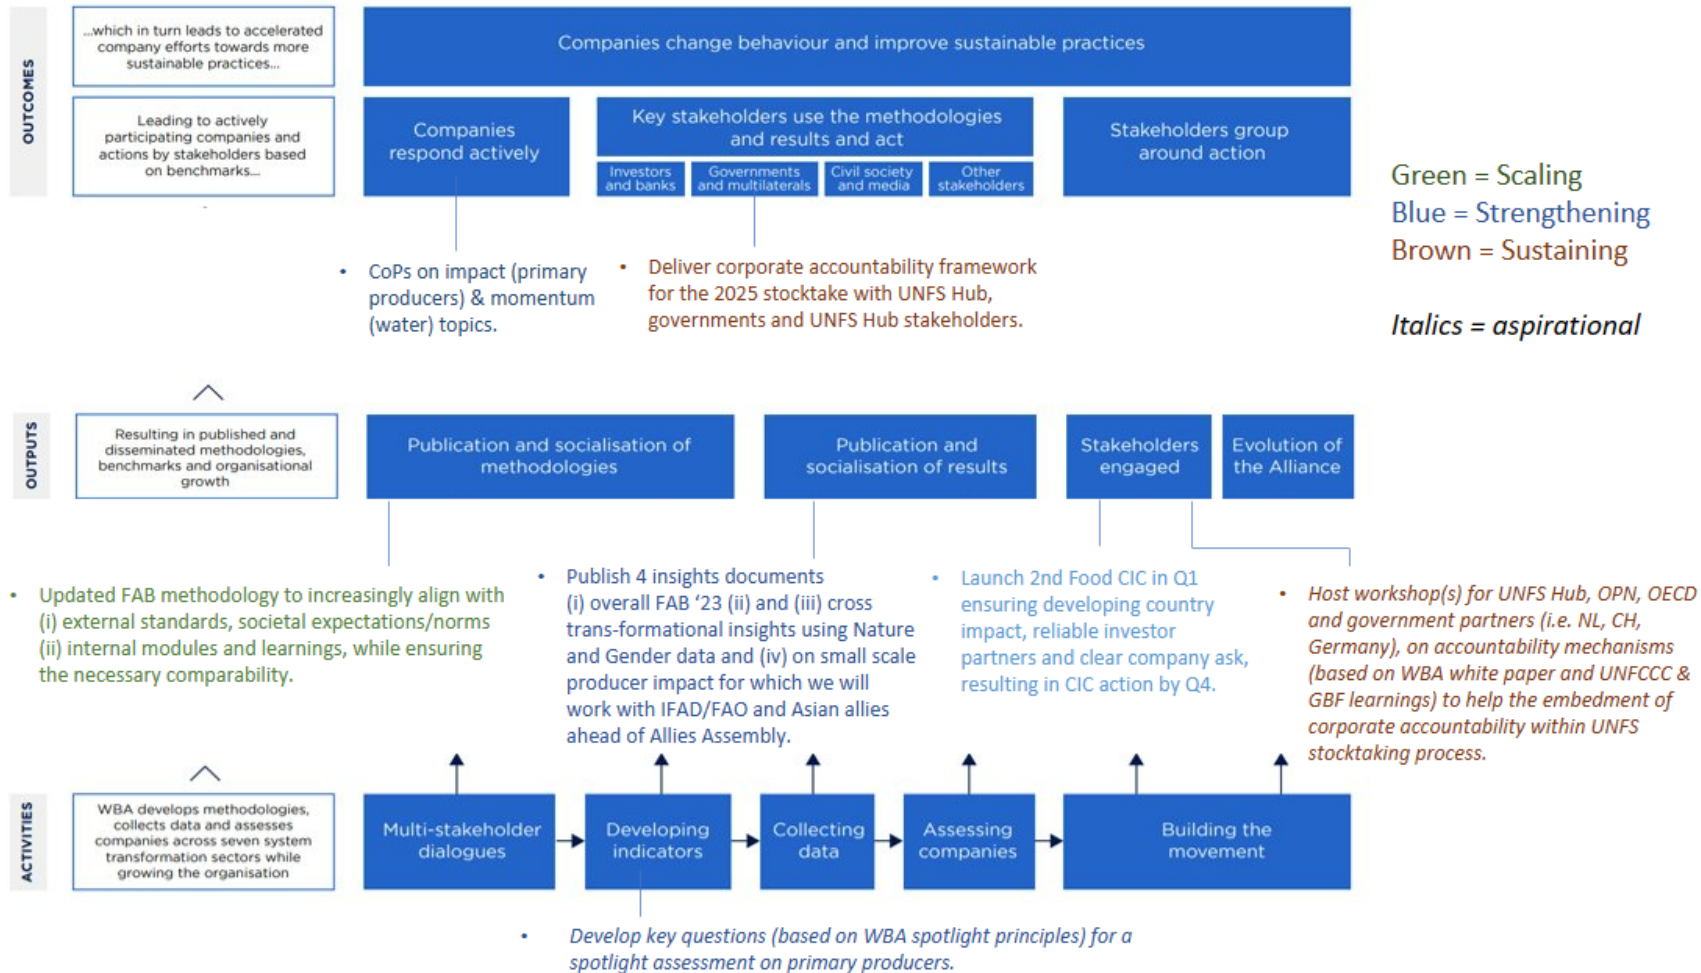 OUTCOMES
...which in turn leads to accelerated
company efforts towards more
sustainable practices...
Companies change behaviour and improve sustainable practices
Leading to actively
participating companies and
actions by stakeholders based
on benchmarks...
Companies
respond actively
Key stakeholders use the methodologies
and results and act
Investors
and banks
Governments
and multilaterals
Civil society
and media
Other
stakeholders
Stakeholders group
around action
Green = Scaling
Blue = Strengthening
Brown = Sustaining
Italics = aspirational
• CoPs on impact (primary
producers) & momentum
(water) topics.
• Deliver corporate accountability framework
for the 2025 stocktake with UNFS Hub,
governments and UNFS Hub stakeholders.
OUTPUTS
Resulting in published and
disseminated methodologies,
benchmarks and organisational
growth
Publication and socialisation of
methodologies
Publication and
socialisation of results
Stakeholders
engaged
Evolution of
the Alliance
• Updated FAB methodology to increasingly align with
(i) external standards, societal expectations/norms
(ii) internal modules and learnings, while ensuring
the necessary comparability.
• Publish 4 insights documents
(i) overall FAB ‘23 (ii) and (iii) cross
trans-formational insights using Nature
and Gender data and (iv) on small scale
producer impact for which we will
work with IFAD/FAO and Asian allies
ahead of Allies Assembly.
• Launch 2nd Food CIC in Q1
ensuring developing country
impact, reliable investor
partners and clear company ask,
resulting in CIC action by Q4.
• Host workshop(s) for UNFS Hub, OPN, OECD
and government partners (i.e. NL, CH,
Germany), on accountability mechanisms
(based on WBA white paper and UNFCCC &
GBF learnings) to help the embedment of
corporate accountability within UNFS
stocktaking process.
ACTIVITIES
WBA develops methodologies,
collects data and assesses
companies across seven system
transformation sectors while
growing the organisation
Multi-stakeholder
dialogues
Developing
indicators
Collecting
data
Assessing
companies
Building the
movement
• Develop key questions (based on WBA spotlight principles) for a
spotlight assessment on primary producers.